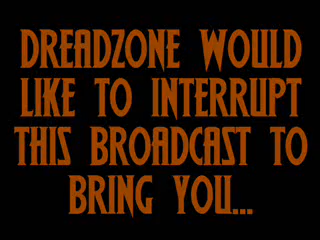 DREADZONE WOULD
LIKE TO INTERRUPT
THIS BROADCAST TO
BRING YOU...